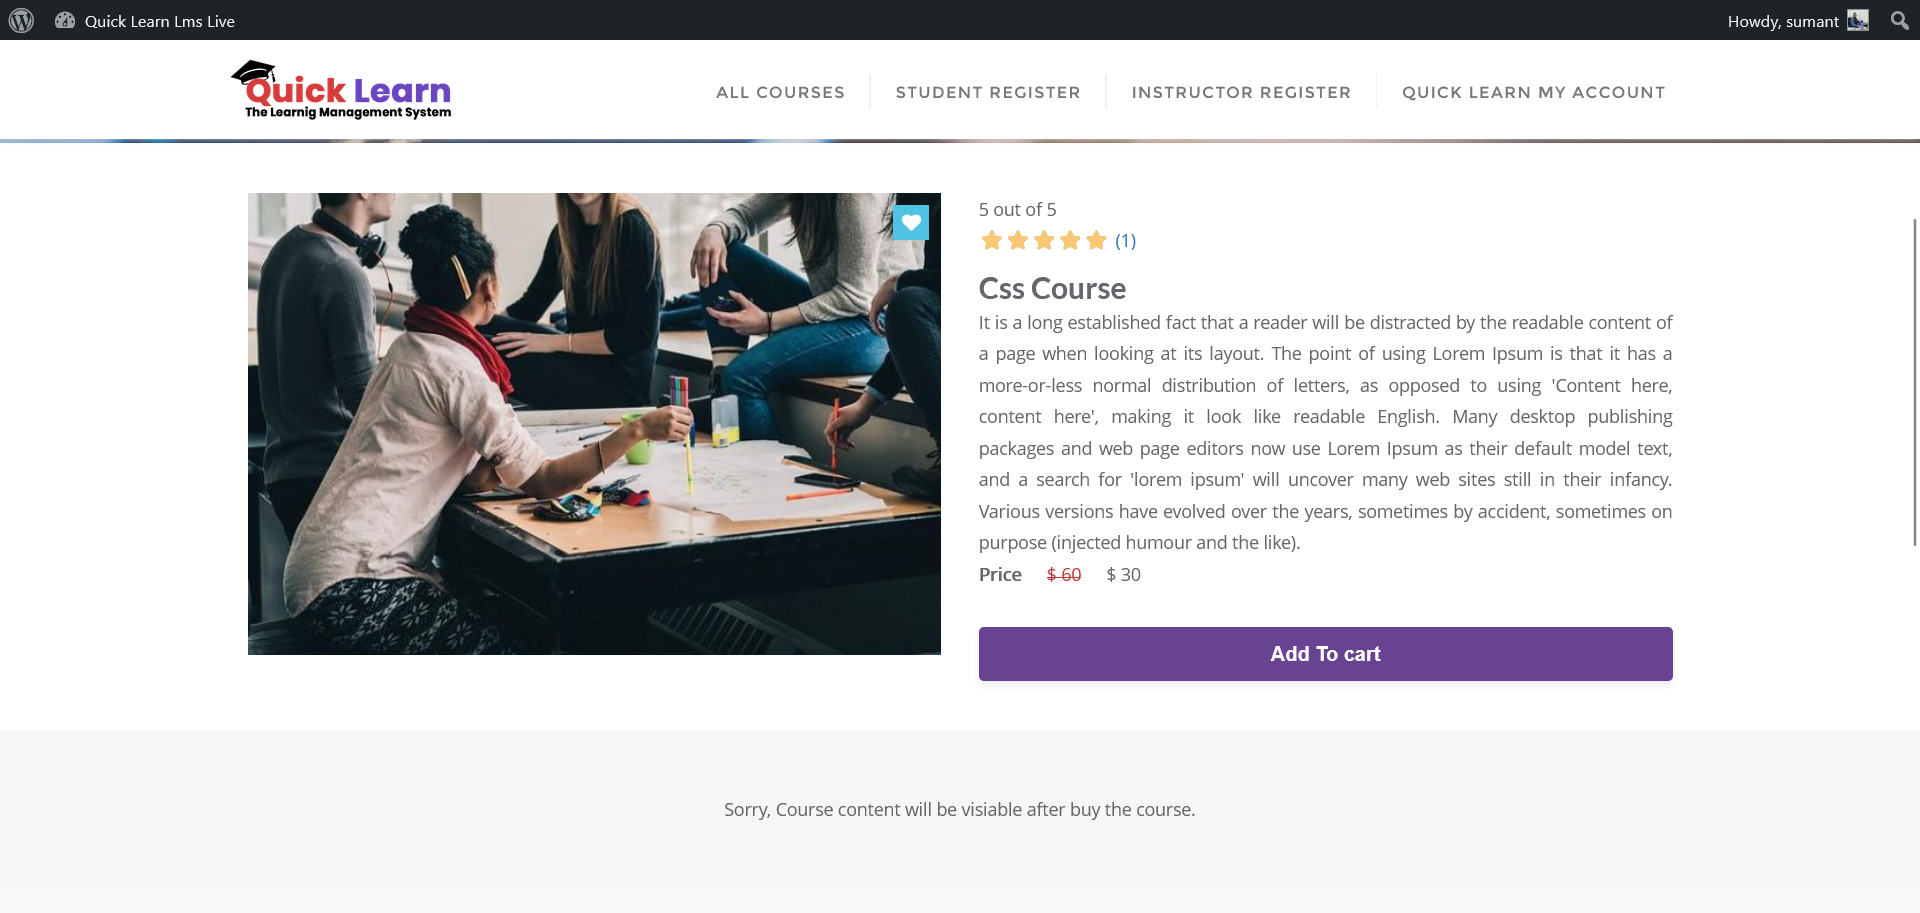 Quick Learn Lms Live
Howdy, sumant
Quick Learn
The Learnig Management System
ALL COURSES
STUDENT REGISTER
INSTRUCTOR REGISTER
QUICK LEARN MY ACCOUNT
5 out of 5
(1)
Css Course
It is a long established fact that a reader will be distracted by the readable content of
a page when looking at its layout. The point of using Lorem Ipsum is that it has a
more-or-less normal distribution of letters, as opposed to using 'Content here,
content here', making it look like readable English. Many desktop publishing
packages and web page editors now use Lorem Ipsum as their default model text,
and a search for 'lorem ipsum' will uncover many web sites still in their infancy.
Various versions have evolved over the years, sometimes by accident, sometimes on
purpose (injected humour and the like).
Price $ 60 $ 30
Add To cart
Sorry, Course content will be visiable after buy the course.